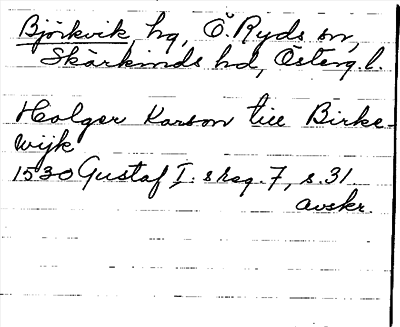 Björkvik, hg, Ö. Ryds sn,
Skärkinds hd, Österg.l.
Holger Karson till Birke-
wijk
1530 Gustaf I:s reg. 7, s. 31.
avskr.